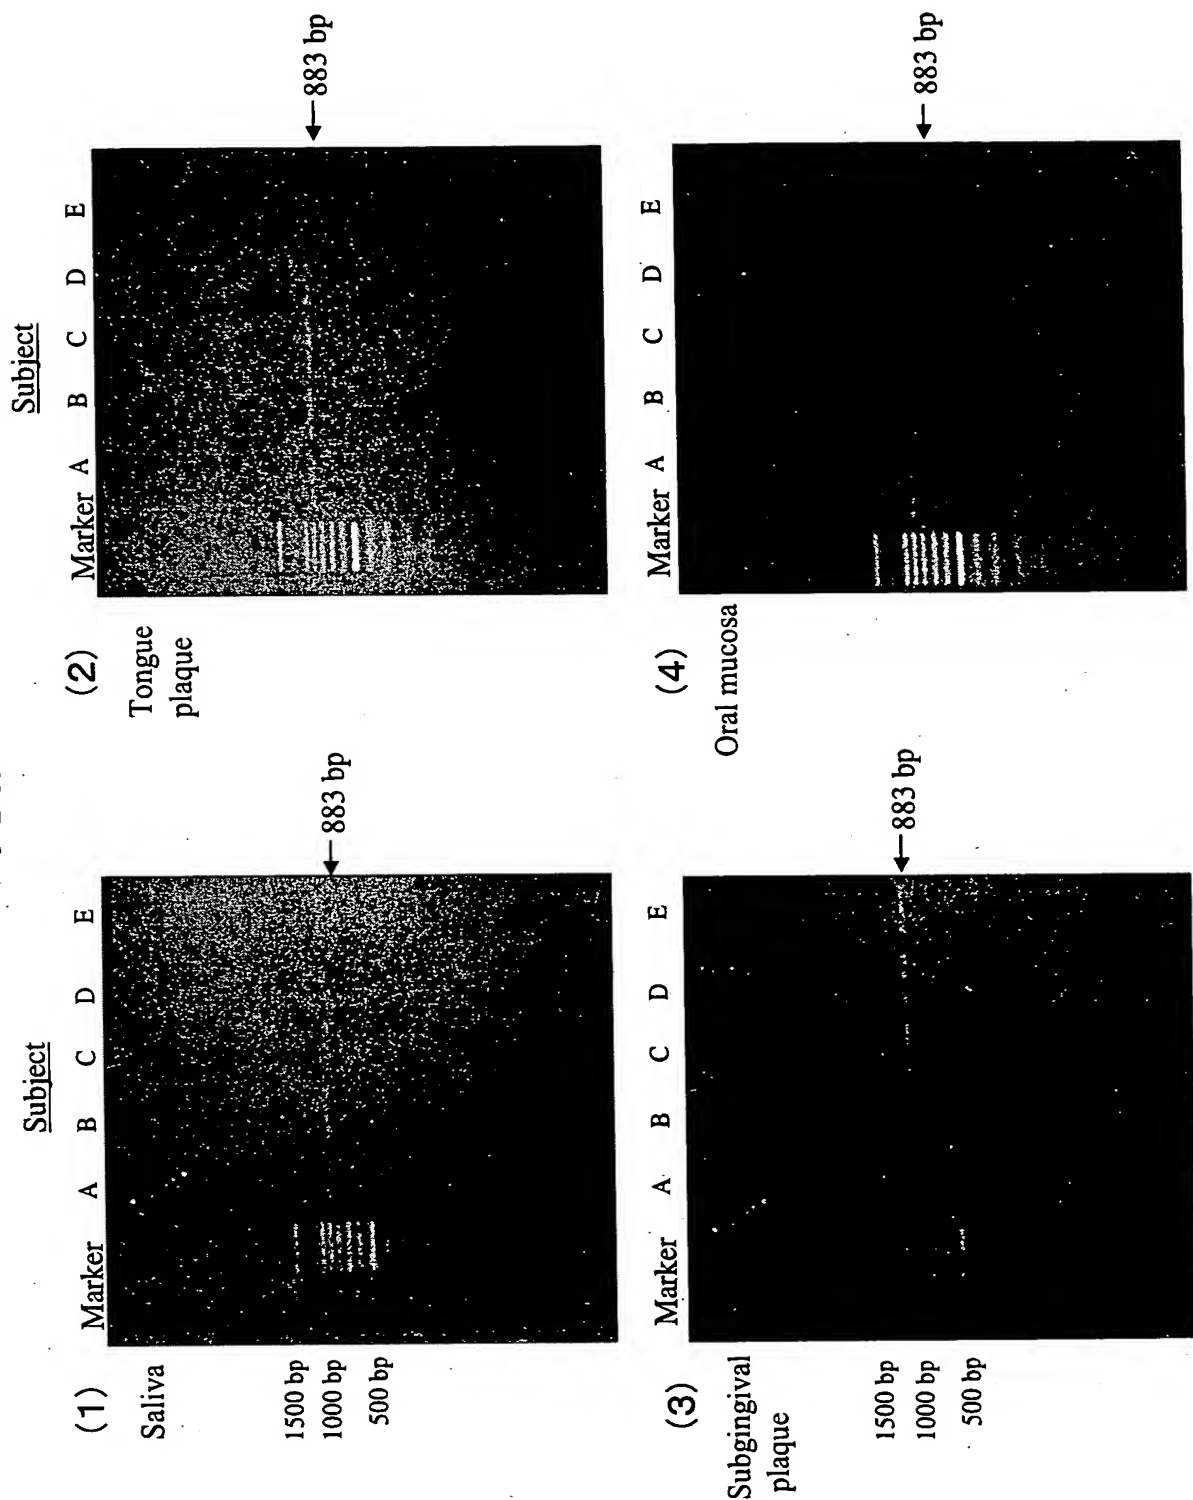 Subject
(1)
Saliva
Marker A B C D E
1500 bp
1000 bp
500 bp
883 bp
Subject
(2)
Tongue
plaque
Marker A B C D E
883 bp
(3)
Subgingival
plaque
Marker A B C D E
1500 bp
1000 bp
500 bp
883 bp
(4)
Oral mucosa
Marker A B C D E
883 bp